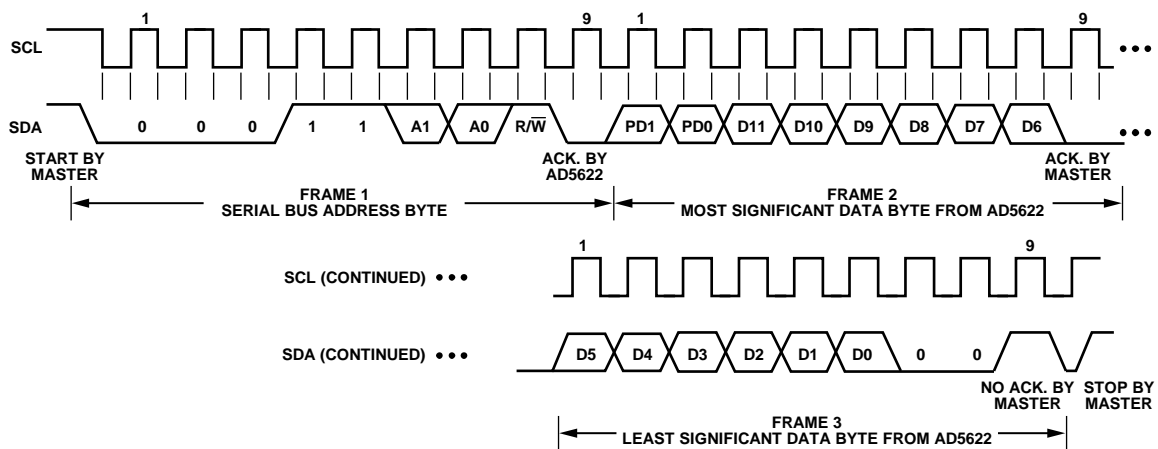 1 9 1 9
SCL
SDA 0 0 0 1 1 A1 A0 R/W̅ PD1 PD0 D11 D10 D9 D8 D7 D6
START BY
MASTER
ACK. BY
AD5622
ACK. BY
MASTER
FRAME 1
SERIAL BUS ADDRESS BYTE
FRAME 2
MOST SIGNIFICANT DATA BYTE FROM AD5622
1 9
SCL (CONTINUED)
SDA (CONTINUED) D5 D4 D3 D2 D1 D0 0 0
NO ACK. BY
MASTER
STOP BY
MASTER
FRAME 3
LEAST SIGNIFICANT DATA BYTE FROM AD5622